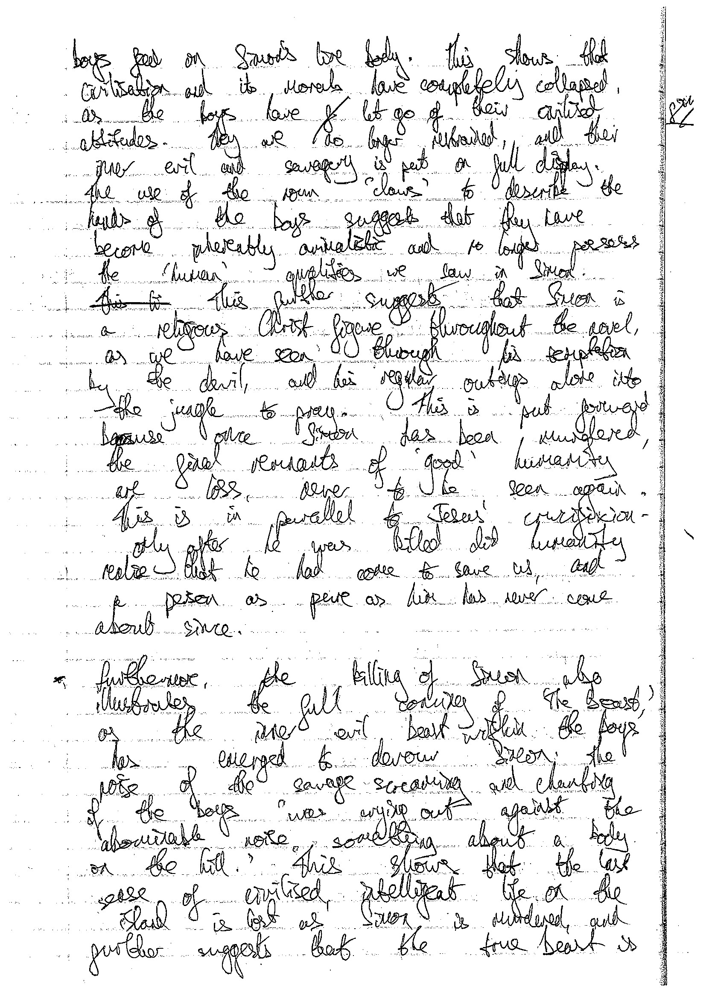 boys feed on Simon's live body. This shows that
civilisation and its morals have completely collapsed,
as the boys have let go of their civilised
attitudes. They are no longer restrained, and their
inner evil and savagery is put on full display.
The use of the noun 'claws' to describe the
hands of the boys suggests that they have
become inhereably animalistic and no longer possess
the 'human' qualities we saw in Simon.
This further suggests that Simon is
a religious Christ figure throughout the novel,
as we have seen through his temptation
by the devil, and his regular outings alone into
the jungle to pray. This is put forward
because once Simon has been murdered,
the final remnants of 'good' humanity
are loss, never to be seen again.
This is in parallel to Jesus' crucifixion -
only after he was killed did humanity
realise that he had come to save us, and
a person as pure as him has never come
about since.
Furthermore, the killing of Simon also
illustrates the full coming of 'The Beast,'
as the inner evil beast within the boys
has emerged to devour Simon; the
noise of the savage screaming and chanting
of the boys "was crying out against the
abominable noise, something about a body
on the hill." This shows that the last
sense of civilised, intelligent life on the
island is lost as Simon is murdered, and
further suggests that the true beast is